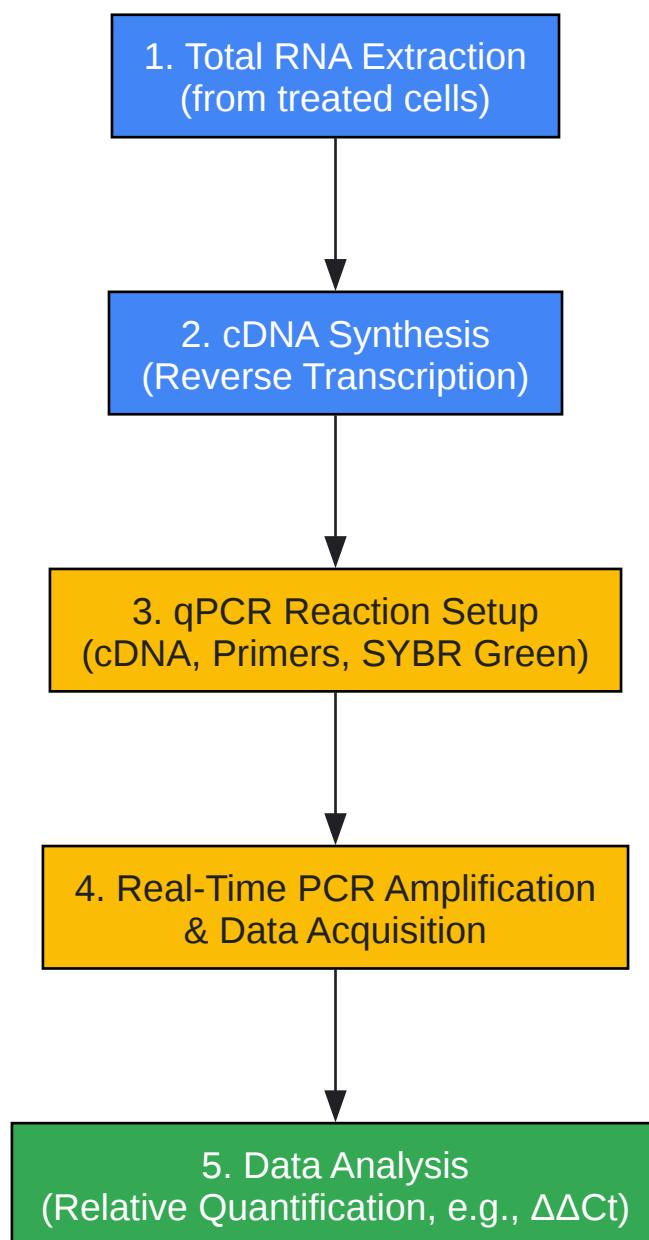 1. Total RNA Extraction
(from treated cells)
2. cDNA Synthesis
(Reverse Transcription)
3. qPCR Reaction Setup
(cDNA, Primers, SYBR Green)
4. Real-Time PCR Amplification
& Data Acquisition
5. Data Analysis
(Relative Quantification, e.g., ΔΔCt)